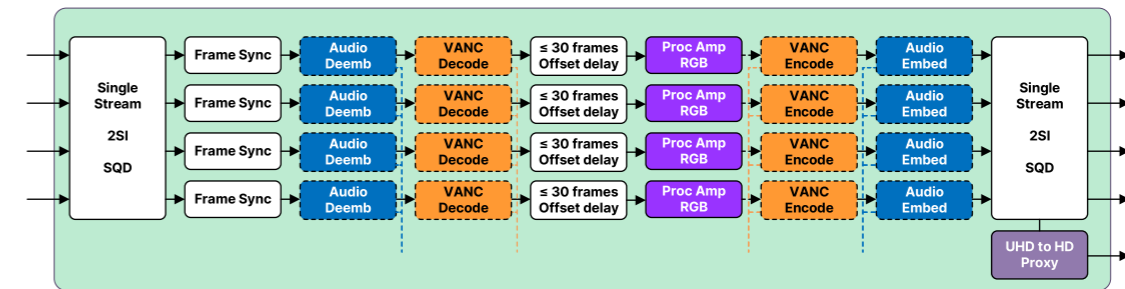 Single
Stream
2SI
SQD
Frame Sync
Audio
Deemb
VANC
Decode
≤ 30 frames
Offset delay
Proc Amp
RGB
VANC
Encode
Audio
Embed
Frame Sync
Audio
Deemb
VANC
Decode
≤ 30 frames
Offset delay
Proc Amp
RGB
VANC
Encode
Audio
Embed
Frame Sync
Audio
Deemb
VANC
Decode
≤ 30 frames
Offset delay
Proc Amp
RGB
VANC
Encode
Audio
Embed
Frame Sync
Audio
Deemb
VANC
Decode
≤ 30 frames
Offset delay
Proc Amp
RGB
VANC
Encode
Audio
Embed
Single
Stream
2SI
SQD
UHD to HD
Proxy